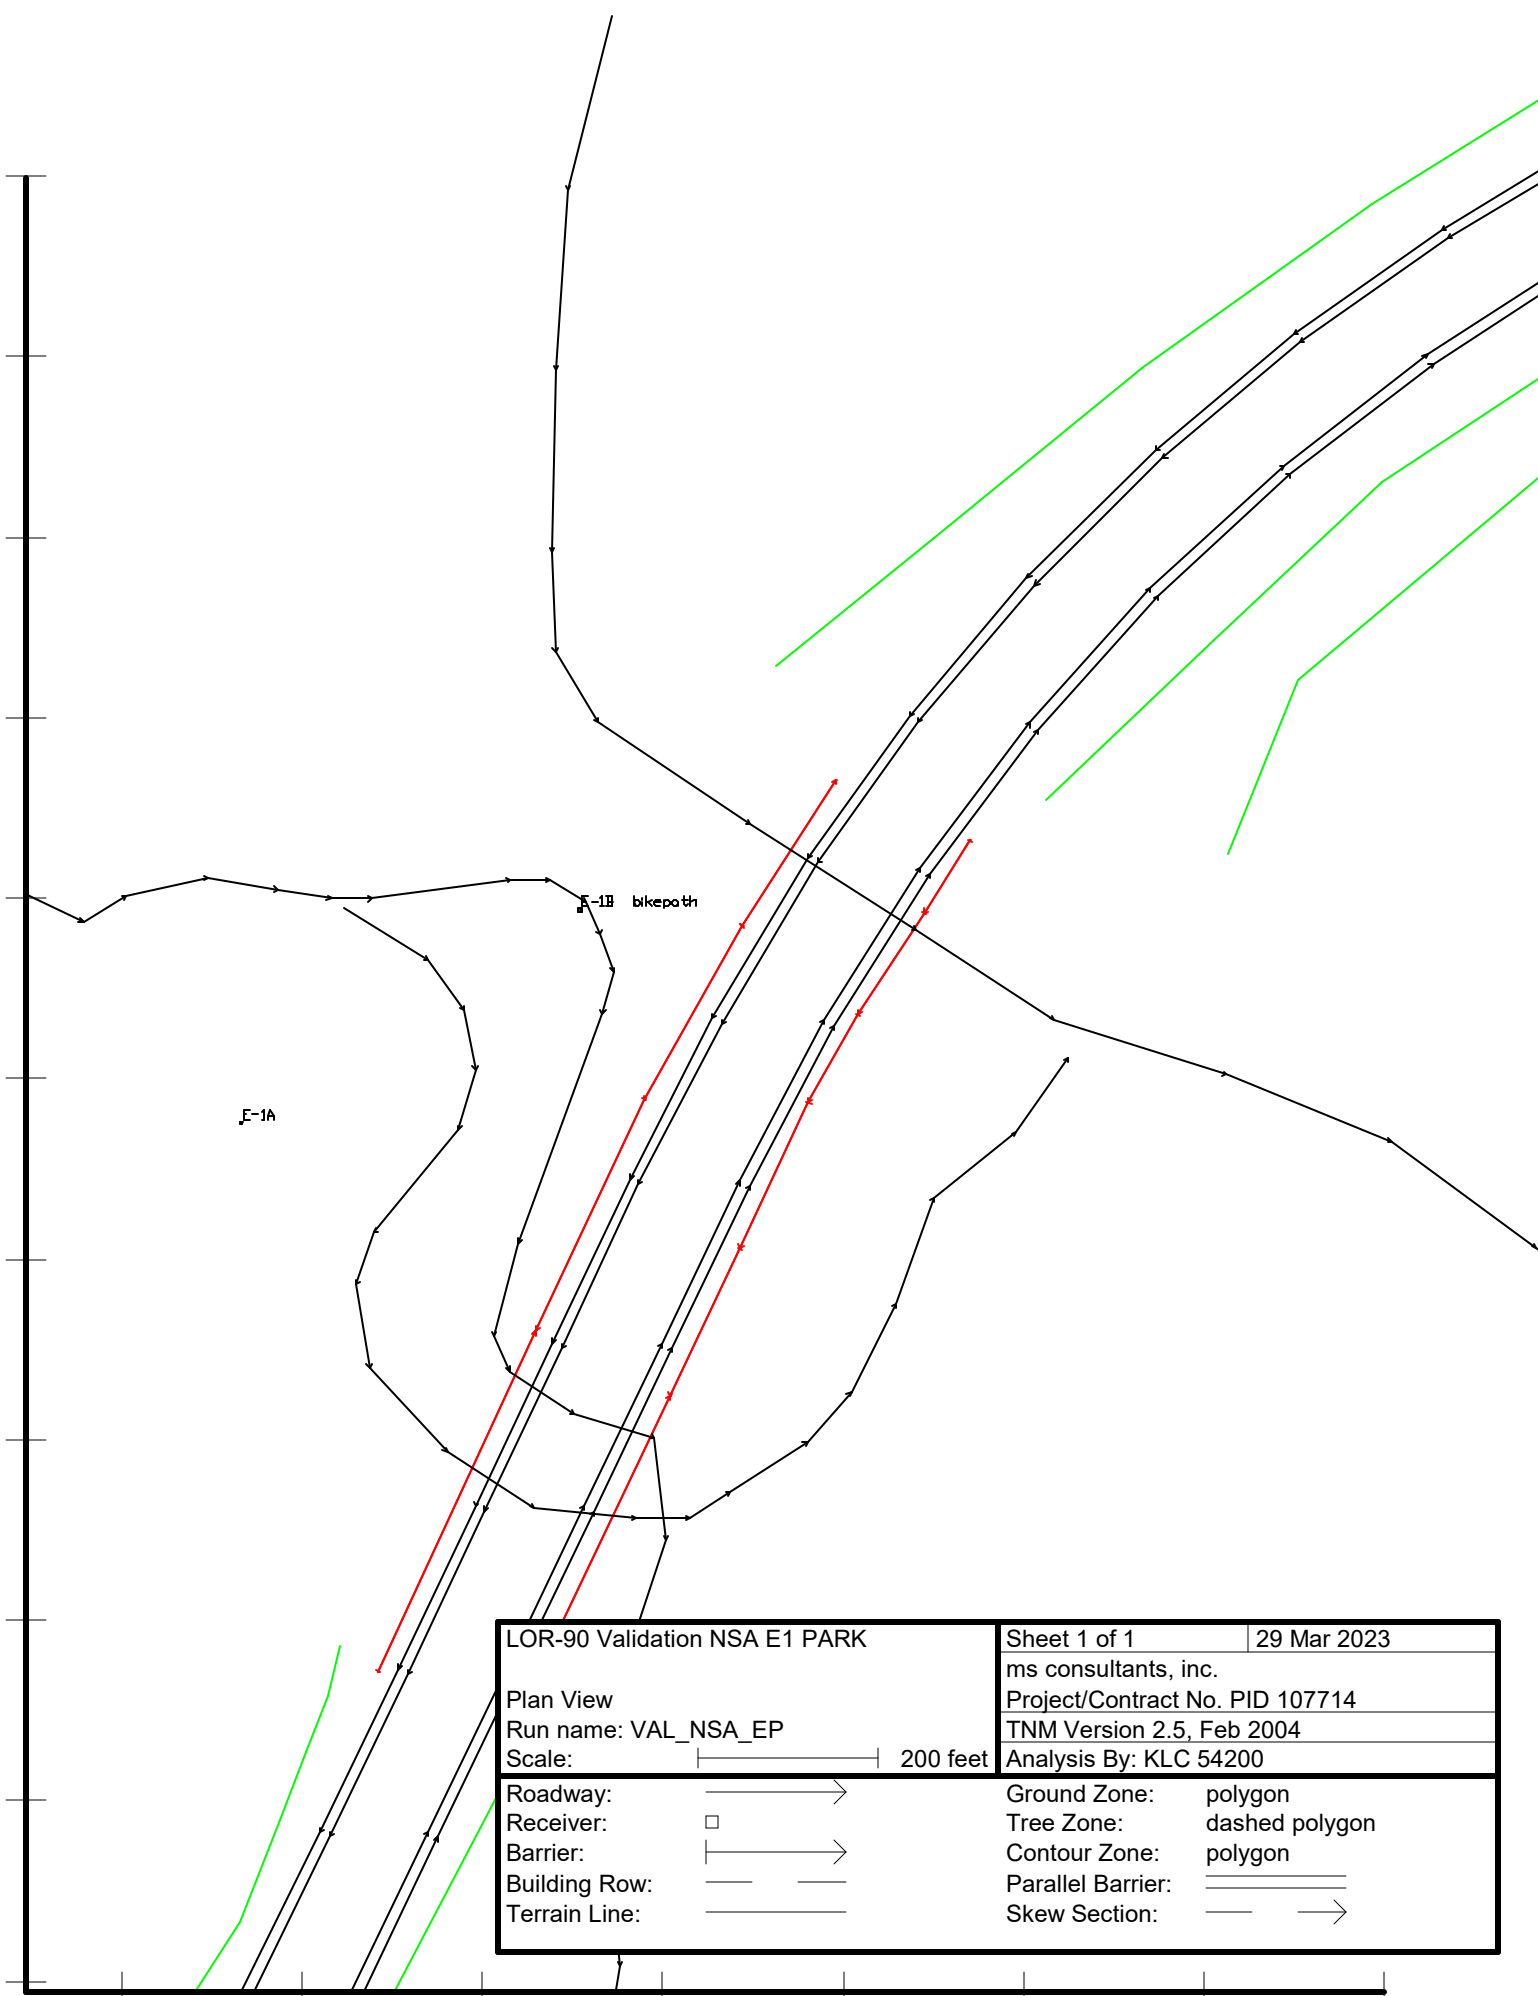 E-1B bikepath
E-1A
LOR-90 Validation NSA E1 PARK
Sheet 1 of 1
29 Mar 2023
ms consultants, inc.
Plan View
Project/Contract No. PID 107714
Run name: VAL_NSA_EP
TNM Version 2.5, Feb 2004
Scale:
200 feet
Analysis By: KLC 54200
Roadway:
Ground Zone:
polygon
Receiver:
Tree Zone:
dashed polygon
Barrier:
Contour Zone:
polygon
Building Row:
Parallel Barrier:
Terrain Line:
Skew Section: